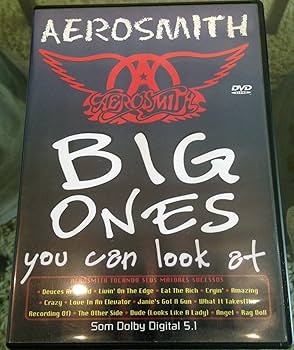 AEROSMITH
A
AEROSMITH
DVD
VIDEO
BIG
ONES
you can look at
AEROSMITH TOCANDO SEUS MAIORES SUCESSOS
• Deuces Are Wild • Livin' On The Edge • Eat The Rich • Cryin' • Amazing
• Crazy • Love In An Elevator • Janie's Got A Gun • What It Takes(The
Recording Of) • The Other Side • Dude (Looks Like A Lady) • Angel • Rag Doll
Som Dolby Digital 5.1